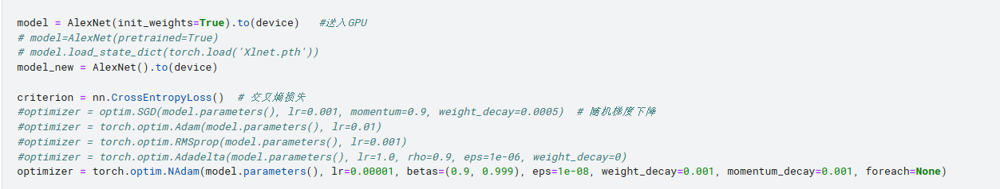 model = AlexNet(init_weights=True).to(device)   #送入GPU
# model=AlexNet(pretrained=True)
# model.load_state_dict(torch.load('Xlnet.pth'))
model_new = AlexNet().to(device)
criterion = nn.CrossEntropyLoss()  # 交叉熵损失
#optimizer = optim.SGD(model.parameters(), lr=0.001, momentum=0.9, weight_decay=0.0005)  # 随机梯度下降
#optimizer = torch.optim.Adam(model.parameters(), lr=0.01)
#optimizer = torch.optim.RMSprop(model.parameters(), lr=0.001)
#optimizer = torch.optim.Adadelta(model.parameters(), lr=1.0, rho=0.9, eps=1e-06, weight_decay=0)
optimizer = torch.optim.NAdam(model.parameters(), lr=0.00001, betas=(0.9, 0.999), eps=1e-08, weight_decay=0.001, momentum_decay=0.001, foreach=None)